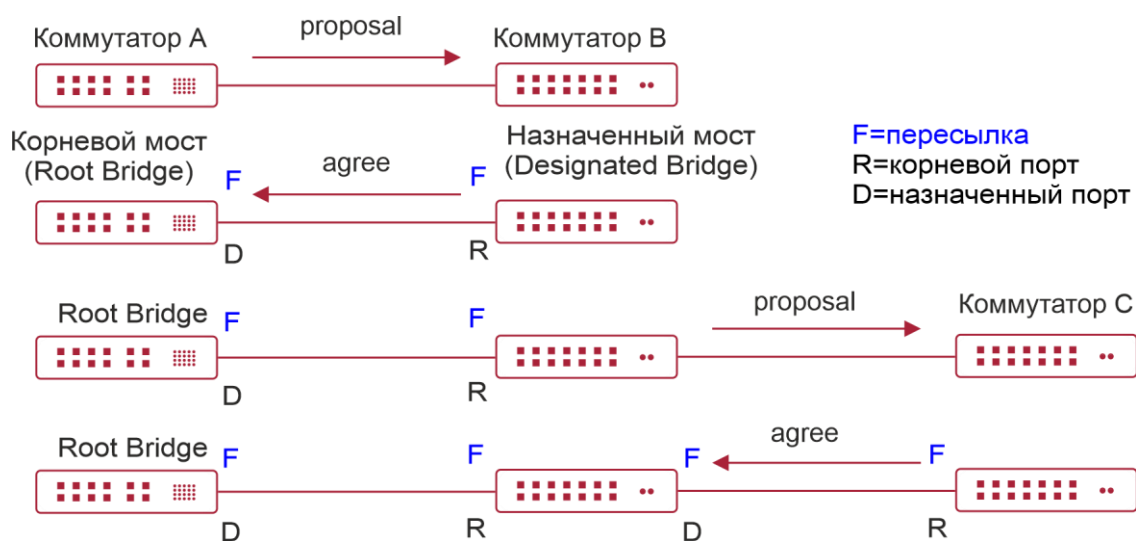 Коммутатор A
proposal
Коммутатор B
Корневой мост
(Root Bridge)
F
agree
F
Назначенный мост
(Designated Bridge)
F=пересылка
R=корневой порт
D=назначенный порт
D
R
Root Bridge
F
F
proposal
Коммутатор C
D
R
Root Bridge
F
F
F
agree
F
D
R
D
R